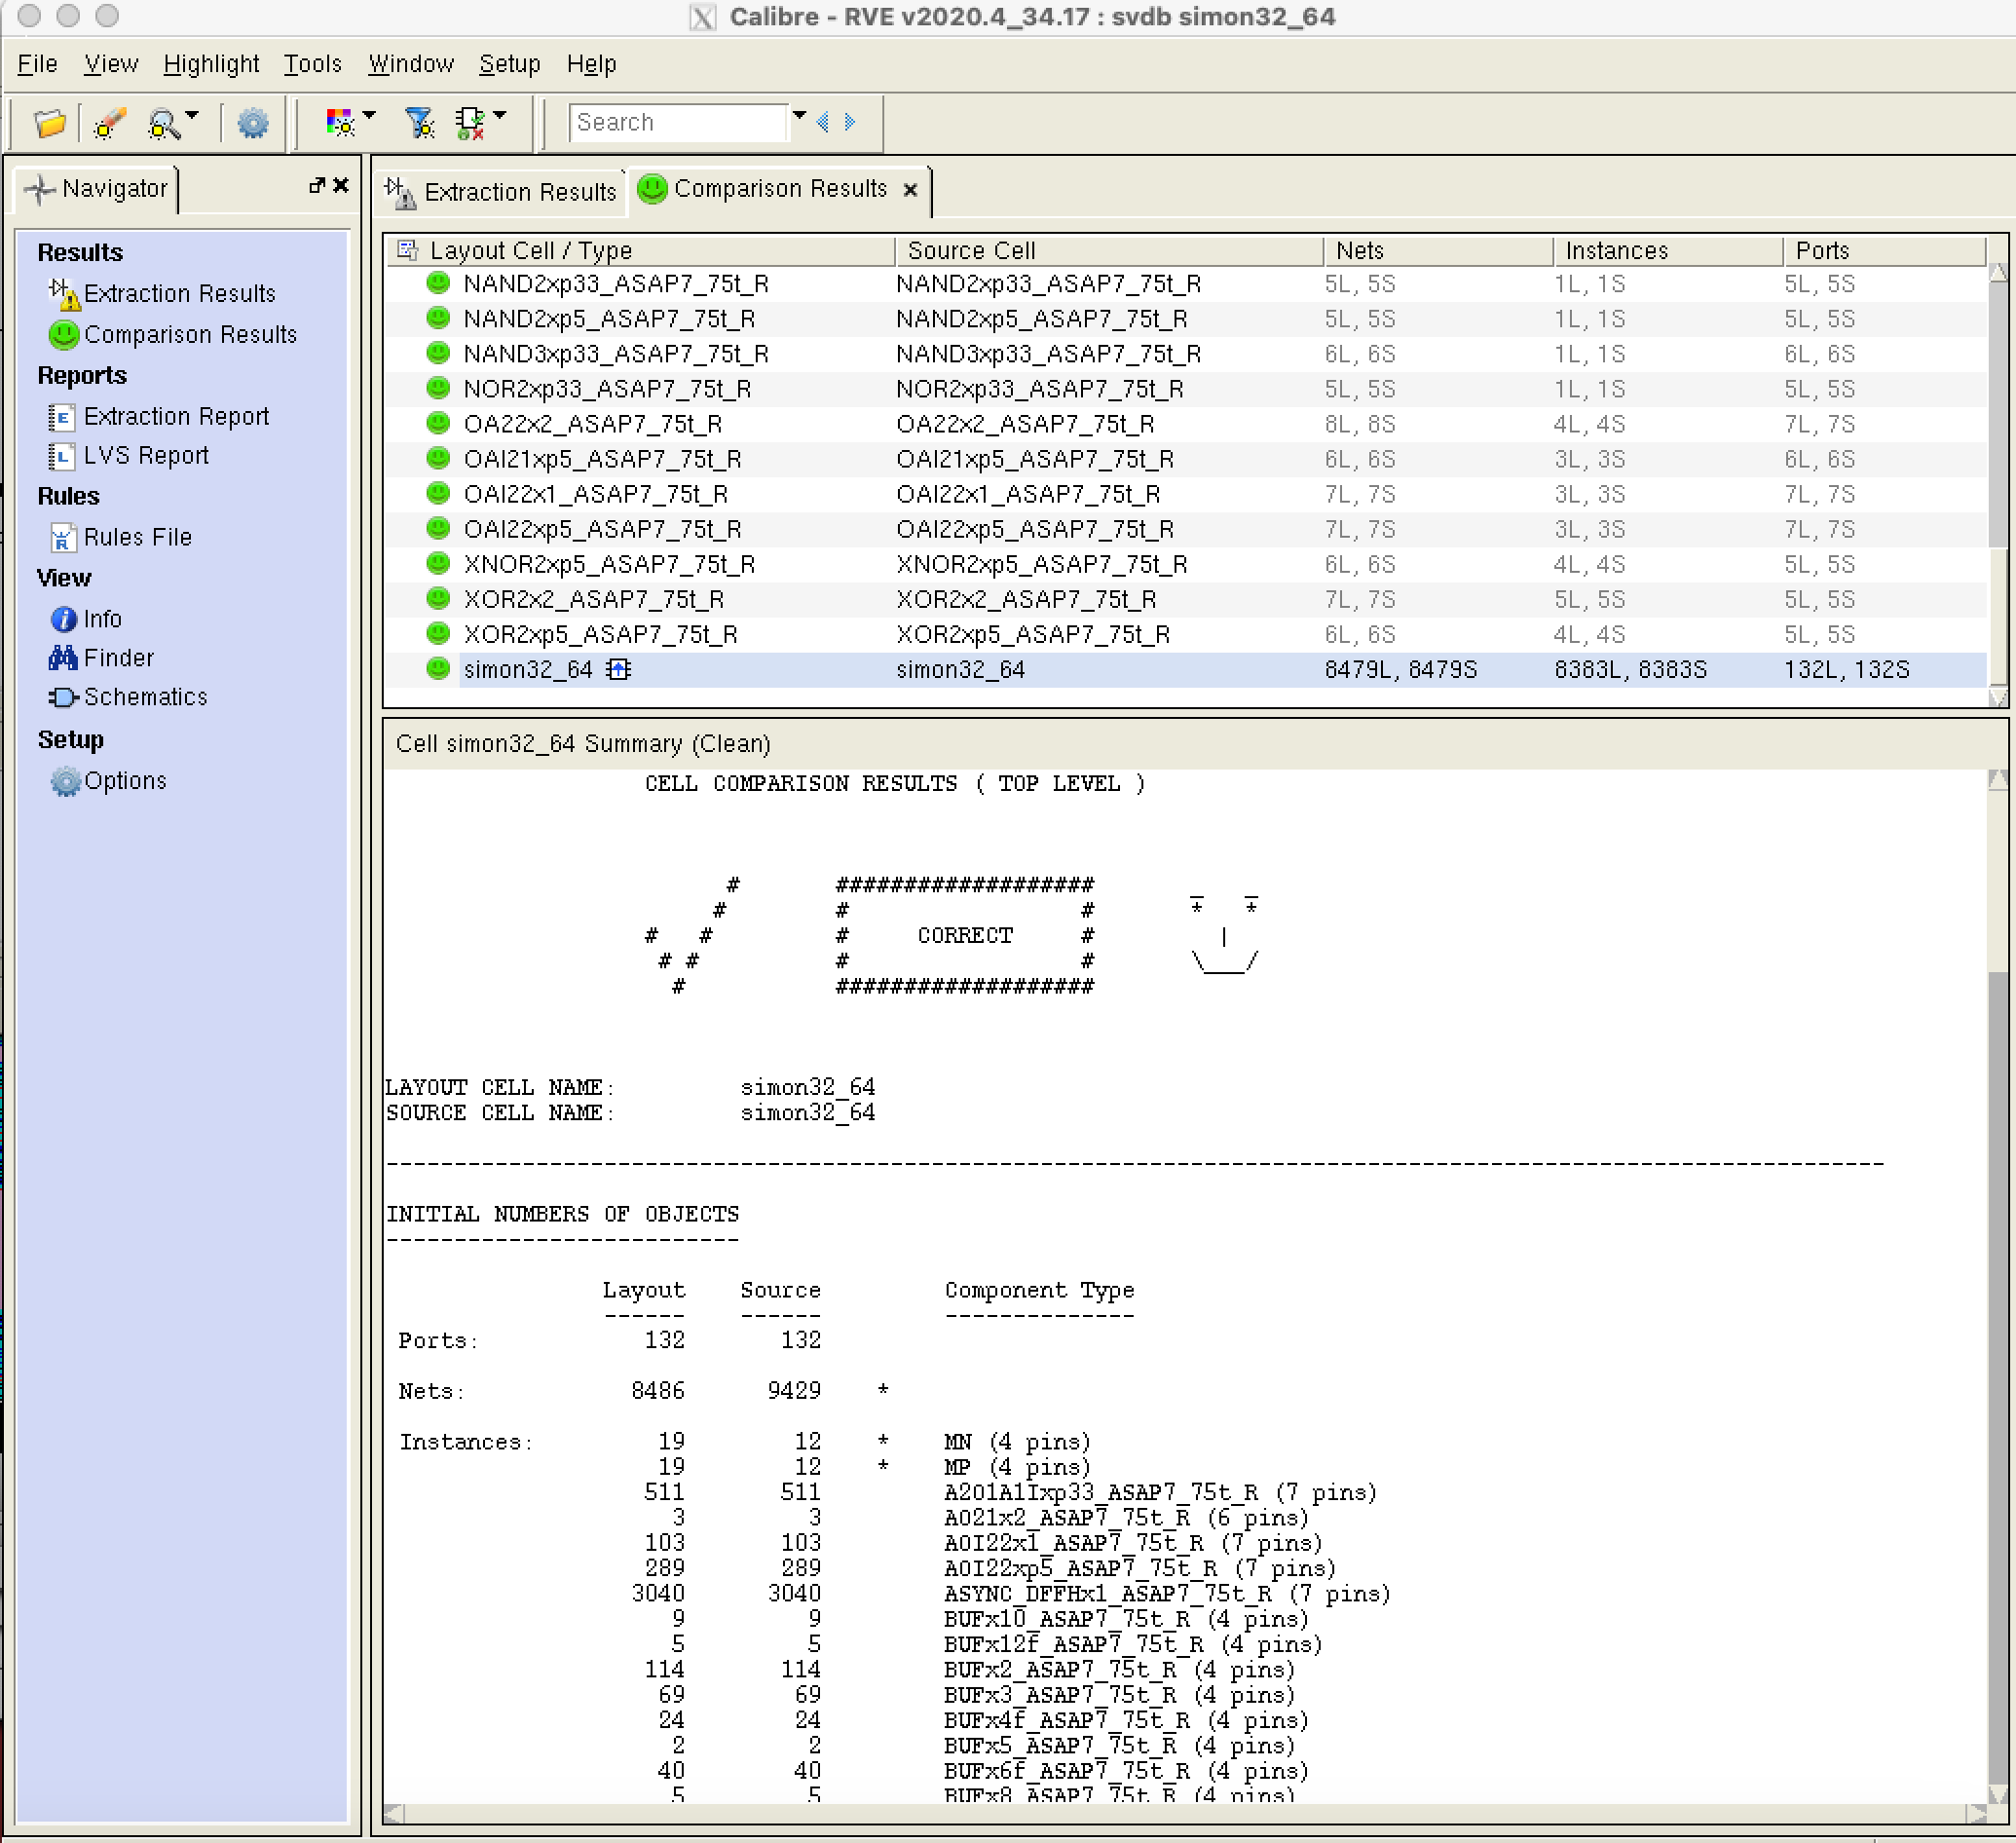 Calibre - RVE v2020.4_34.17 : svdb simon32_64
File View Highlight Tools Window Setup Help
Search
Navigator
Results
Extraction Results
Comparison Results
Reports
Extraction Report
LVS Report
Rules
Rules File
View
Info
Finder
Schematics
Setup
Options
Extraction Results Comparison Results
Layout Cell / Type Source Cell Nets Instances Ports
NAND2xp33_ASAP7_75t_R NAND2xp33_ASAP7_75t_R 5L, 5S 1L, 1S 5L, 5S
NAND2xp5_ASAP7_75t_R NAND2xp5_ASAP7_75t_R 5L, 5S 1L, 1S 5L, 5S
NAND3xp33_ASAP7_75t_R NAND3xp33_ASAP7_75t_R 6L, 6S 1L, 1S 6L, 6S
NOR2xp33_ASAP7_75t_R NOR2xp33_ASAP7_75t_R 5L, 5S 1L, 1S 5L, 5S
OA22x2_ASAP7_75t_R OA22x2_ASAP7_75t_R 8L, 8S 4L, 4S 7L, 7S
OAI21xp5_ASAP7_75t_R OAI21xp5_ASAP7_75t_R 6L, 6S 3L, 3S 6L, 6S
OAI22x1_ASAP7_75t_R OAI22x1_ASAP7_75t_R 7L, 7S 3L, 3S 7L, 7S
OAI22xp5_ASAP7_75t_R OAI22xp5_ASAP7_75t_R 7L, 7S 3L, 3S 7L, 7S
XNOR2xp5_ASAP7_75t_R XNOR2xp5_ASAP7_75t_R 6L, 6S 4L, 4S 5L, 5S
XOR2x2_ASAP7_75t_R XOR2x2_ASAP7_75t_R 7L, 7S 5L, 5S 5L, 5S
XOR2xp5_ASAP7_75t_R XOR2xp5_ASAP7_75t_R 6L, 6S 4L, 4S 5L, 5S
simon32_64 simon32_64 8479L, 8479S 8383L, 8383S 132L, 132S
Cell simon32_64 Summary (Clean)
CELL COMPARISON RESULTS ( TOP LEVEL )
# ################### _ _
# # # * *
# # # CORRECT # |
# # # # \___/
# ###################
LAYOUT CELL NAME: simon32_64
SOURCE CELL NAME: simon32_64
INITIAL NUMBERS OF OBJECTS
--------------------------
Layout Source Component Type
------ ------ --------------
Ports: 132 132
Nets: 8486 9429 *
Instances: 19 12 * MN (4 pins)
19 12 * MP (4 pins)
511 511 A2O1A1Ixp33_ASAP7_75t_R (7 pins)
3 3 AO21x2_ASAP7_75t_R (6 pins)
103 103 AOI22x1_ASAP7_75t_R (7 pins)
289 289 AOI22xp5_ASAP7_75t_R (7 pins)
3040 3040 ASYNC_DFFHx1_ASAP7_75t_R (7 pins)
9 9 BUFx10_ASAP7_75t_R (4 pins)
5 5 BUFx12f_ASAP7_75t_R (4 pins)
114 114 BUFx2_ASAP7_75t_R (4 pins)
69 69 BUFx3_ASAP7_75t_R (4 pins)
24 24 BUFx4f_ASAP7_75t_R (4 pins)
2 2 BUFx5_ASAP7_75t_R (4 pins)
40 40 BUFx6f_ASAP7_75t_R (4 pins)
5 5 BUFx8_ASAP7_75t_R (4 pins)